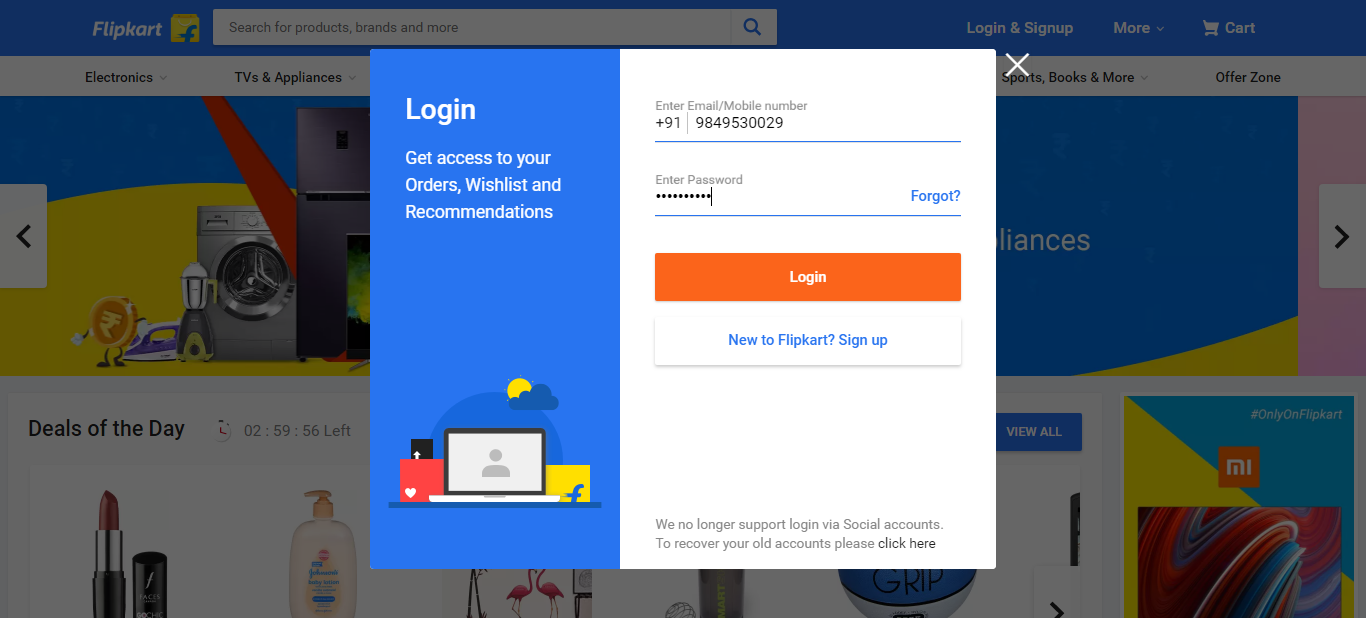 Flipkart
Search for products, brands and more
Login & Signup
More
Cart
Electronics
TVs & Appliances
Sports, Books & More
Offer Zone
Login
Get access to your
Orders, Wishlist and
Recommendations
Enter Email/Mobile number
+91 9849530029
Enter Password
••••••••••
Forgot?
Login
New to Flipkart? Sign up
We no longer support login via Social accounts.
To recover your old accounts please click here
pliances
Deals of the Day
02 : 59 : 56 Left
VIEW ALL
#OnlyOnFlipkart
mi
FACES
Johnson's
baby lotion
GRIP